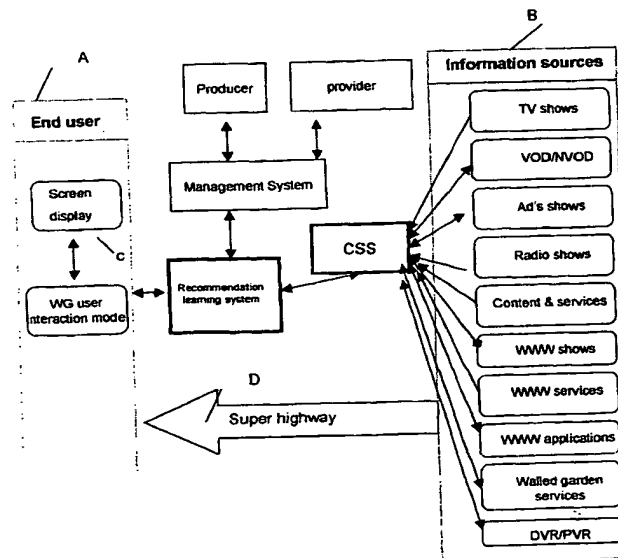 A
B
Information sources
Producer
provider
End user
TV shows
VOD/NVOD
Management System
Screen
display
Ad's shows
C
CSS
Radio shows
Recommendation
learning system
WG user
interaction mode
Content & services
WWW shows
D
WWW services
Super highway
WWW applications
Walled garden
services
DVR/PVR